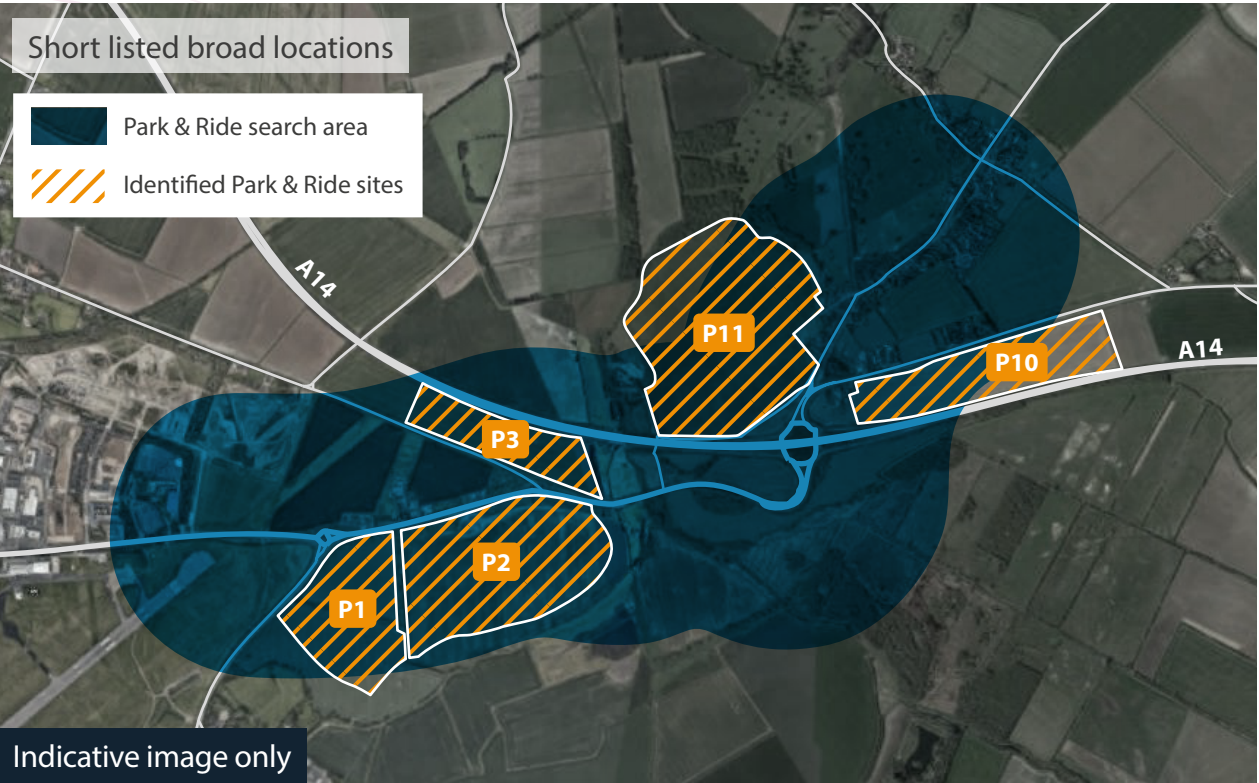 Short listed broad locations
Park & Ride search area
Identified Park & Ride sites
A14
P11
P10
A14
P3
P2
P1
Indicative image only